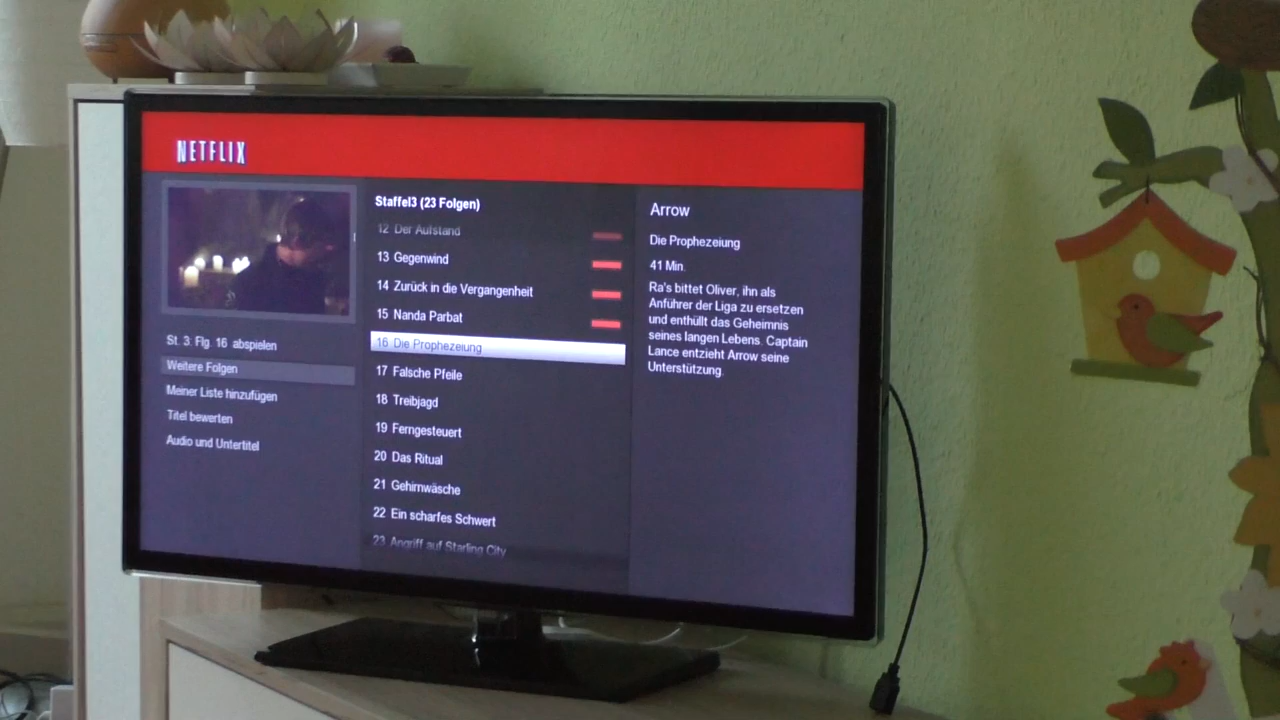 NETFLIX
St. 3: Flg. 16 abspielen
Weitere Folgen
Meiner Liste hinzufügen
Titel bewerten
Audio und Untertitel
Staffel3 (23 Folgen)
12 Der Aufstand
13 Gegenwind
14 Zurück in die Vergangenheit
15 Nanda Parbat
16 Die Prophezeiung
17 Falsche Pfeile
18 Treibjagd
19 Ferngesteuert
20 Das Ritual
21 Gehirnwäsche
22 Ein scharfes Schwert
23 Angriff auf Starling City
Arrow
Die Prophezeiung
41 Min.
Ra's bittet Oliver, ihn als
Anführer der Liga zu ersetzen
und enthüllt das Geheimnis
seines langen Lebens. Captain
Lance entzieht Arrow seine
Unterstützung.